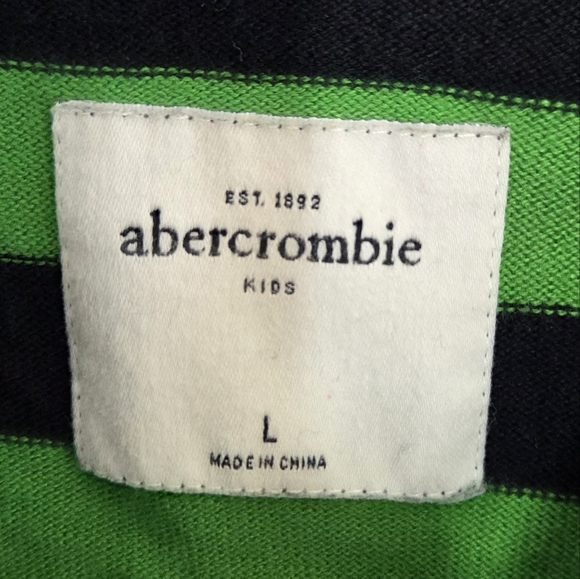 EST. 1892
abercrombie
KIDS
L
MADE IN CHINA